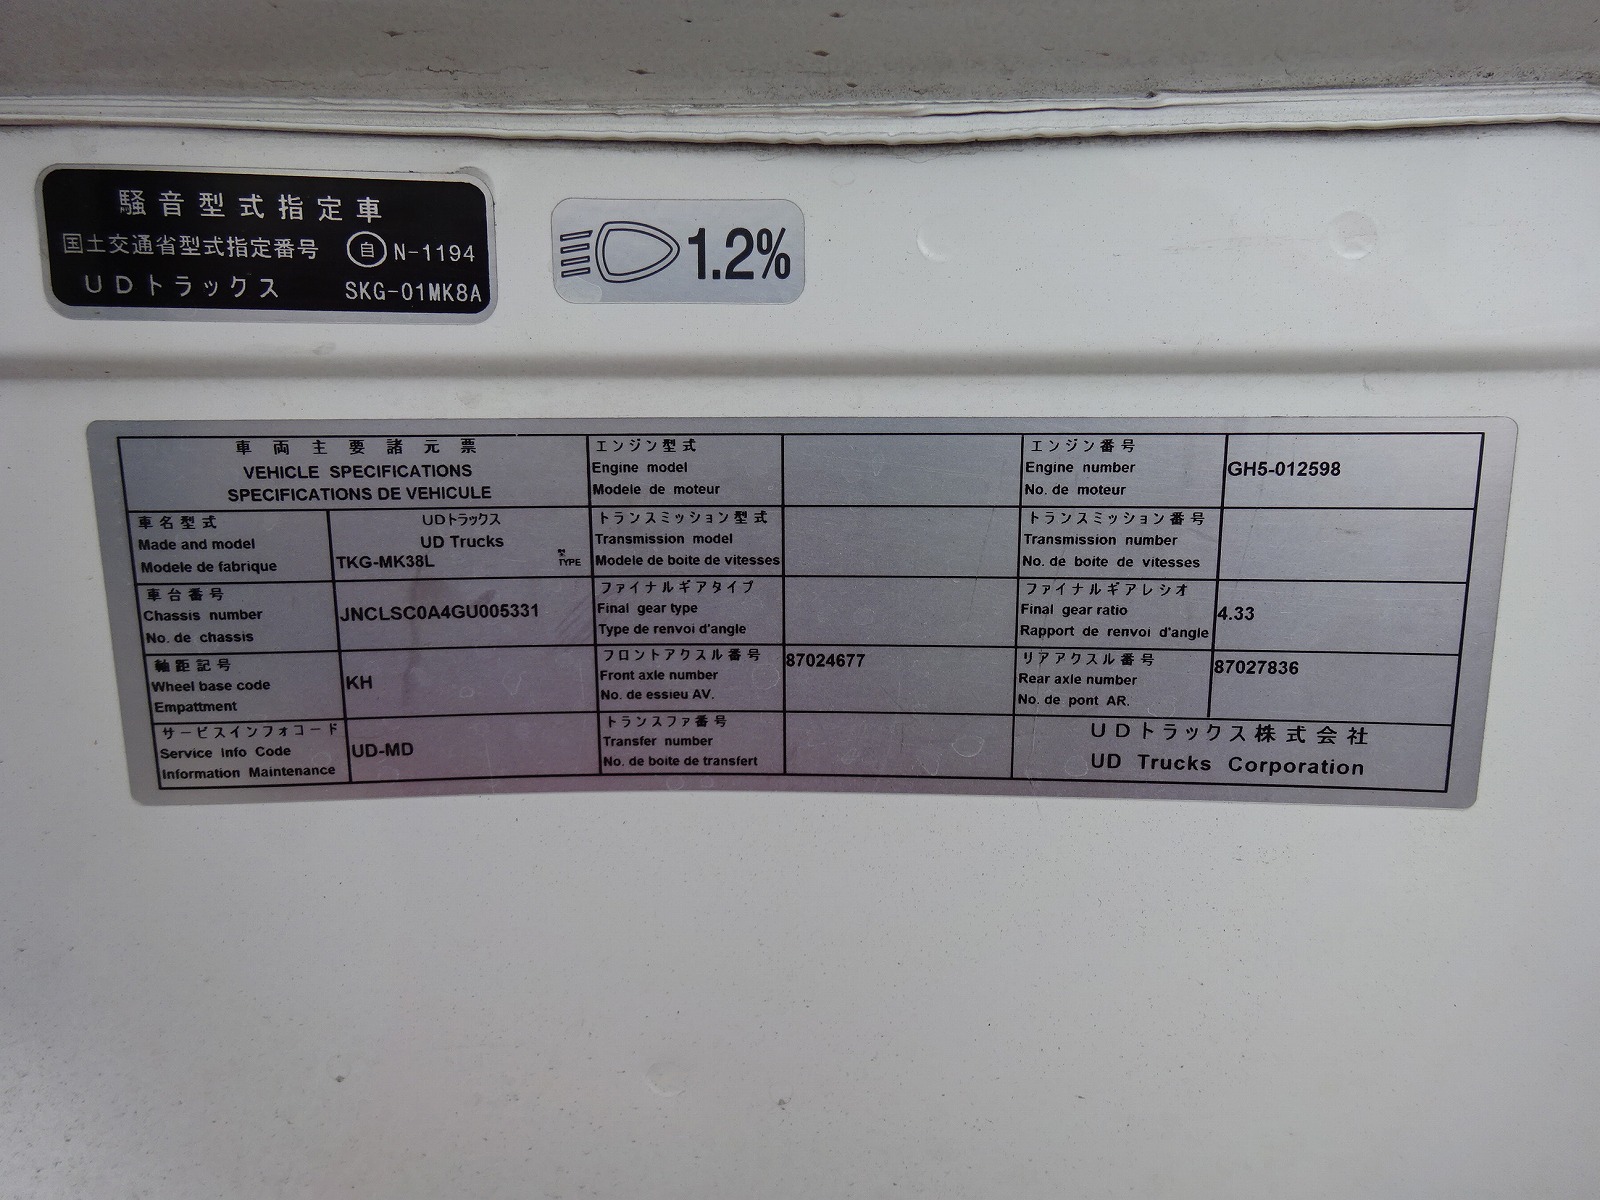 騒音型式指定車
国土交通省型式指定番号 自 N-1194
UDトラックス SKG-01MK8A
1.2%
車両主要諸元票
VEHICLE SPECIFICATIONS
SPECIFICATIONS DE VEHICULE
エンジン型式
Engine model
Modele de moteur
エンジン番号
Engine number
No. de moteur
GH5-012598
車名型式
Made and model
Modele de fabrique
UDトラックス
UD Trucks
TKG-MK38L
型
TYPE
トランスミッション型式
Transmission model
Modele de boite de vitesses
トランスミッション番号
Transmission number
No. de boite de vitesses
車台番号
Chassis number
No. de chassis
JNCLSC0A4GU005331
ファイナルギアタイプ
Final gear type
Type de renvoi d'angle
ファイナルギアレシオ
Final gear ratio
Rapport de renvoi d'angle
4.33
軸距記号
Wheel base code
Empattment
KH
フロントアクスル番号
Front axle number
No. de essieu AV.
87024677
リアアクスル番号
Rear axle number
No. de pont AR.
87027836
サービスインフォコード
Service Info Code
Information Maintenance
UD-MD
トランスファ番号
Transfer number
No. de boite de transfert
UDトラックス株式会社
UD Trucks Corporation